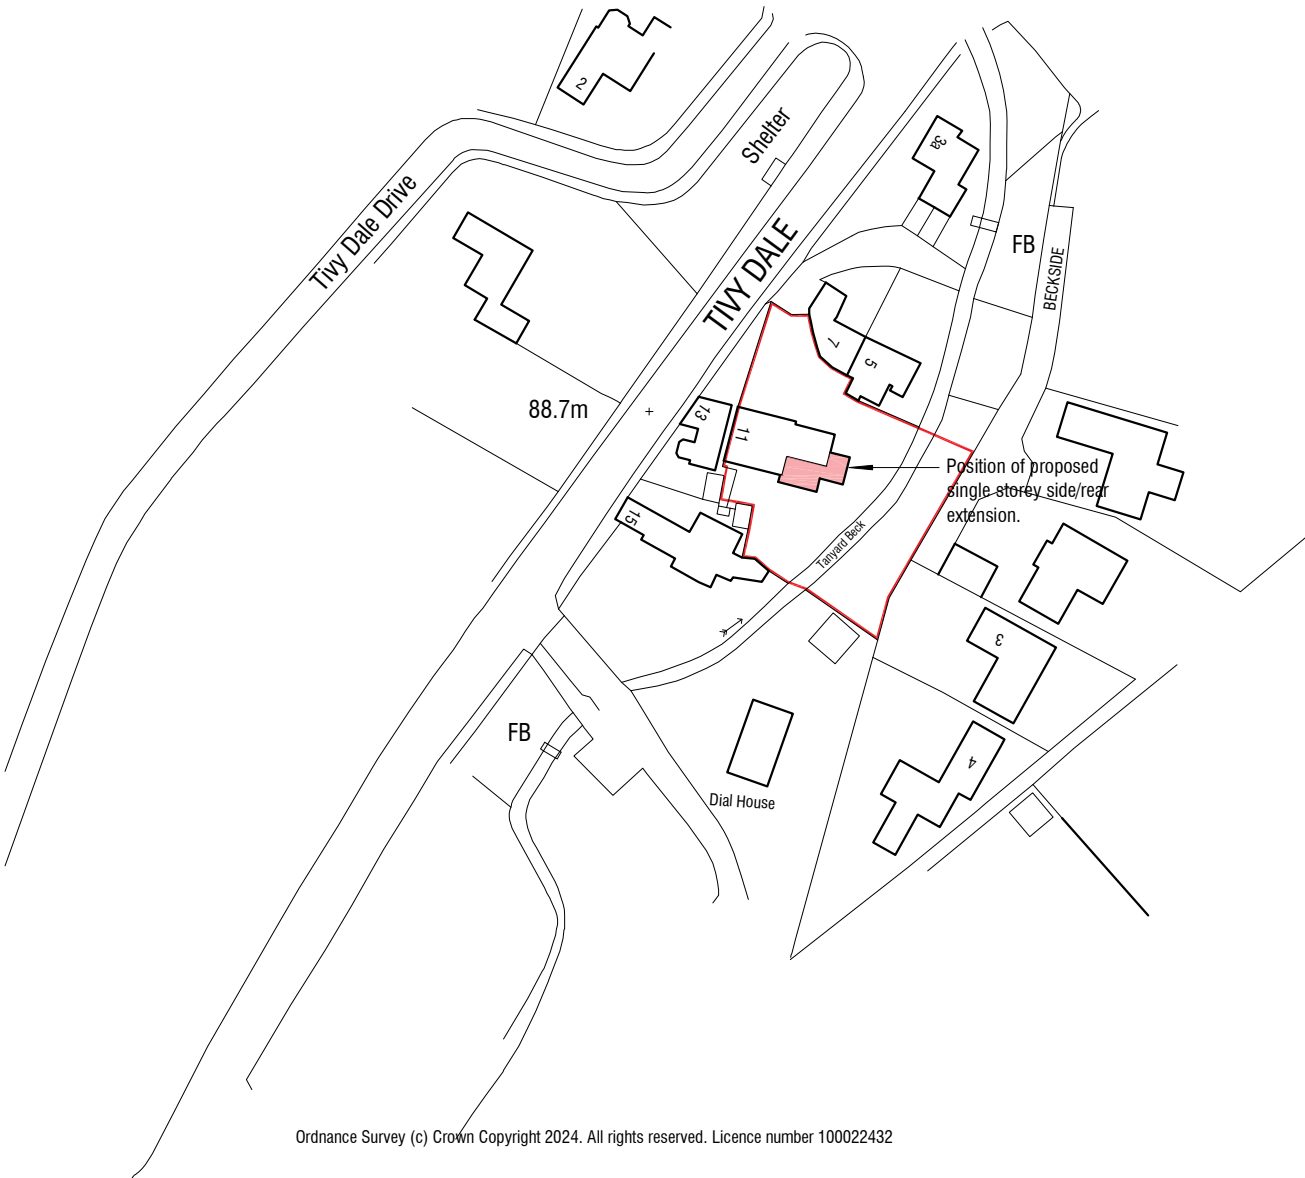 2
Shelter
3a
Tivy Dale Drive
FB
BECKSIDE
TIVY DALE
7
5
88.7m
13
11
Position of proposed
single storey side/rear
extension.
15
Tanyard Beck
3
FB
4
Dial House
Ordnance Survey (c) Crown Copyright 2024. All rights reserved. Licence number 100022432